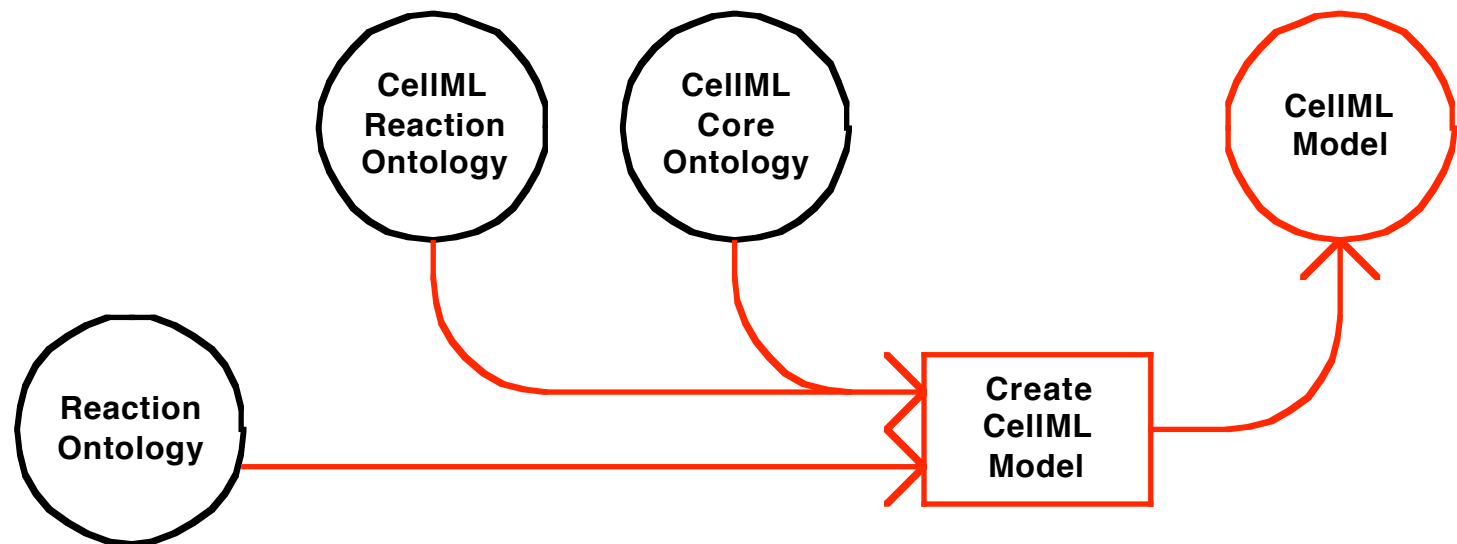 CellML
Reaction
Ontology
CellML
Core
Ontology
CellML
Model
Reaction
Ontology
Create
CellML
Model